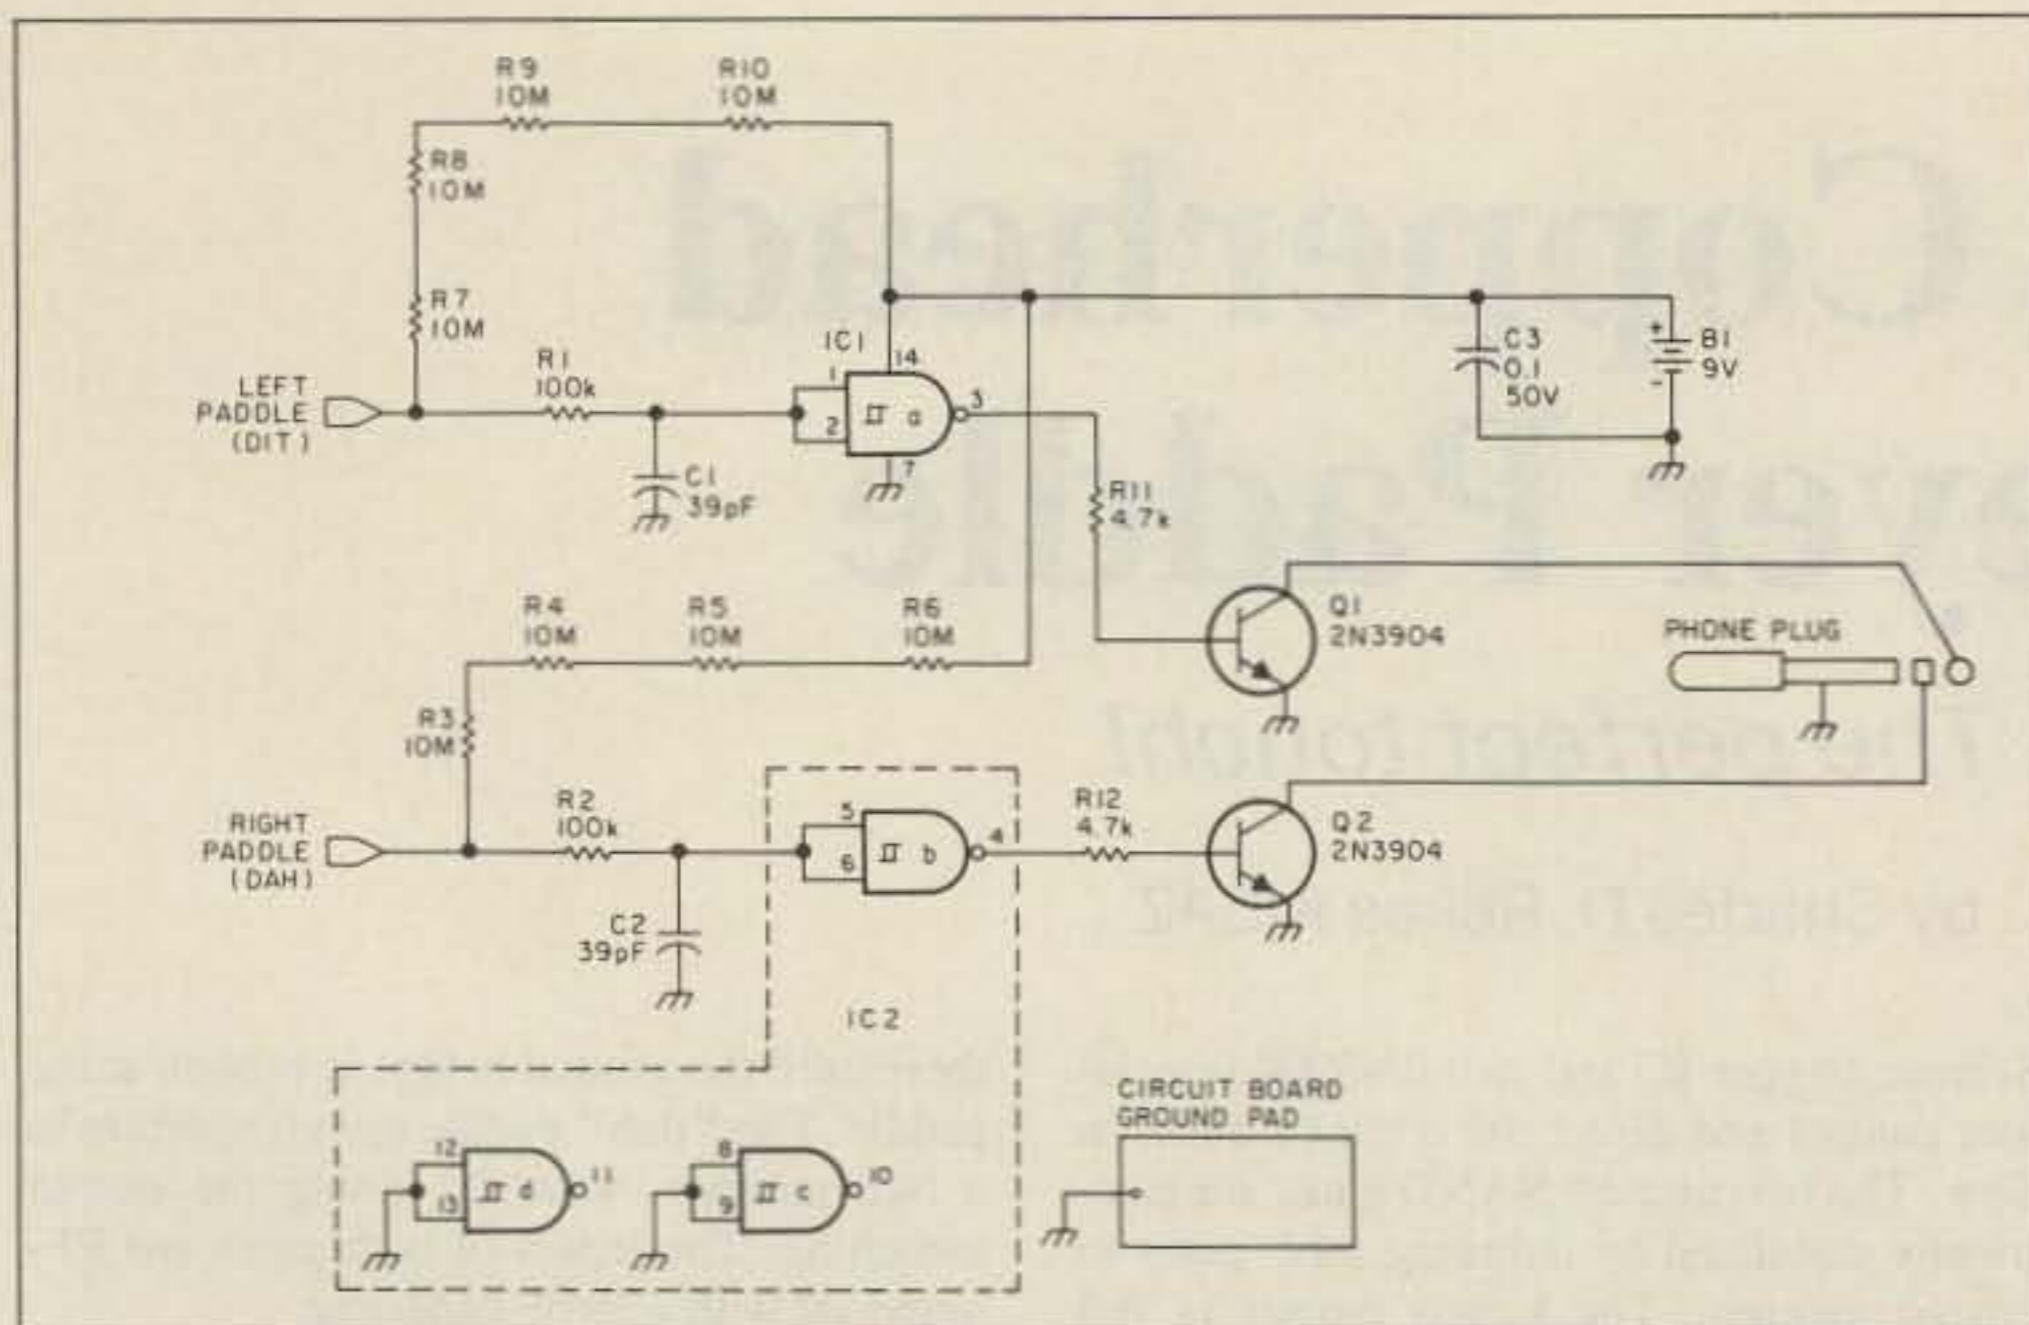 R9
10M
R10
10M
R8
10M
R7
10M
IC1
14
R1
100k
LEFT
PADDLE
(DIT)
1
2
a
3
7
C1
39pF
C3
0.1
50V
+
B1
9V
-
R11
4.7k
R4
10M
R5
10M
R6
10M
Q1
2N3904
PHONE PLUG
R3
10M
RIGHT
PADDLE
(DAH)
R2
100k
5
6
b
4
R12
4.7k
Q2
2N3904
C2
39pF
IC2
CIRCUIT BOARD
GROUND PAD
12
13
d
11
8
9
c
10